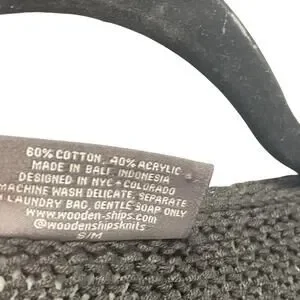 60% COTTON, 40% ACRYLIC
MADE IN BALI, INDONESIA
DESIGNED IN NYC + COLORADO
MACHINE WASH DELICATE, SEPARATE
LAUNDRY BAG, GENTLE SOAP ONLY
www.wooden-ships.com
@woodenshipsknits
S/M